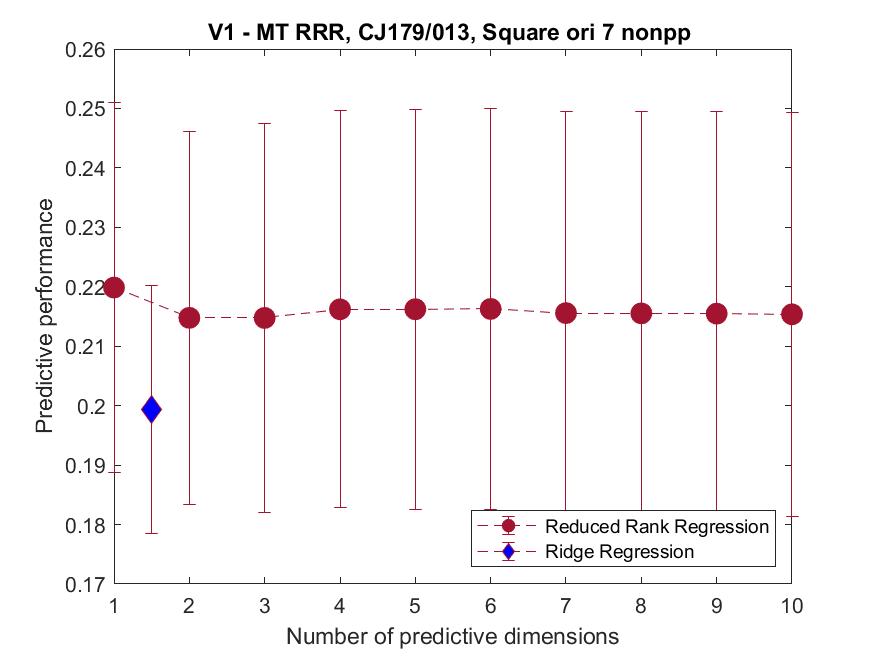 V1 - MT RRR, CJ179/013, Square ori 7 nonpp
0.26
0.25
0.24
0.23
0.22
0.21
0.2
0.19
0.18
0.17
Predictive performance
Reduced Rank Regression
Ridge Regression
1 2 3 4 5 6 7 8 9 10
Number of predictive dimensions